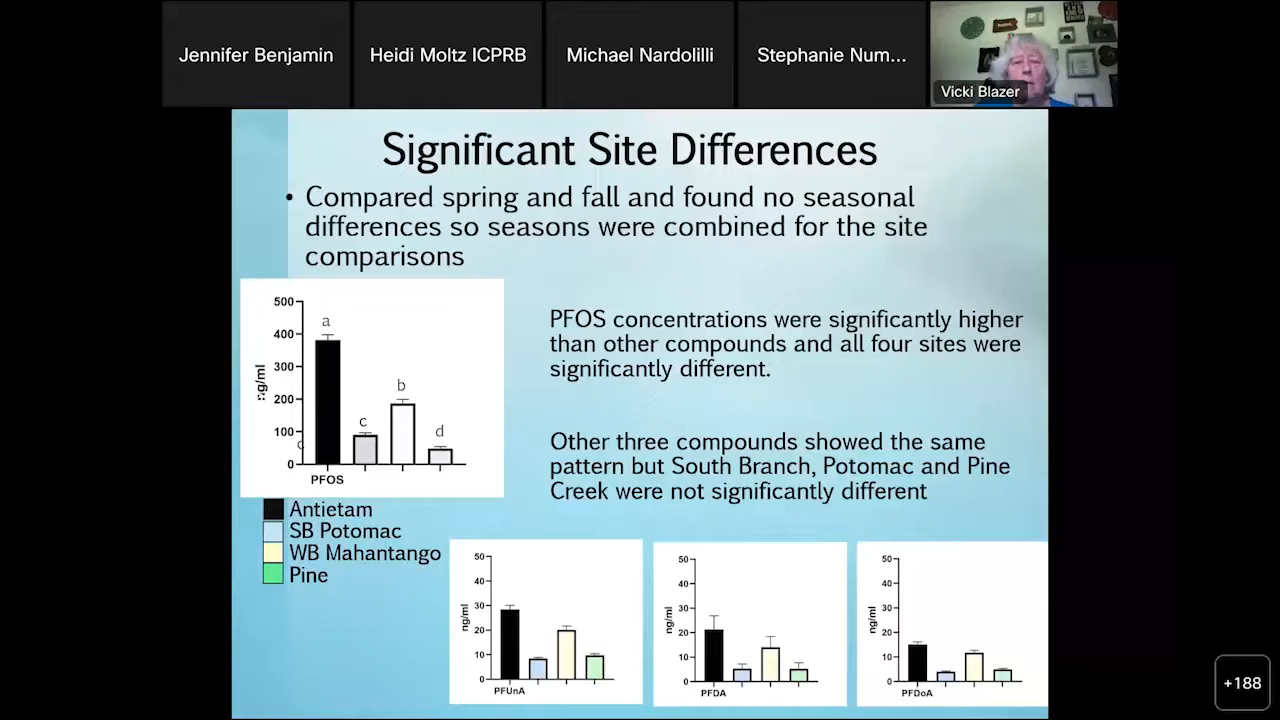 Jennifer Benjamin
Heidi Moltz ICPRB
Michael Nardolilli
Stephanie Num...
Vicki Blazer
Significant Site Differences
• Compared spring and fall and found no seasonal
differences so seasons were combined for the site
comparisons
500
400
300
200
100
0
ng/ml
a
c
b
d
c
PFOS
PFOS concentrations were significantly higher
than other compounds and all four sites were
significantly different.
Other three compounds showed the same
pattern but South Branch, Potomac and Pine
Creek were not significantly different
Antietam
SB Potomac
WB Mahantango
Pine
50
40
30
20
10
0
ng/ml
PFUnA
50
40
30
20
10
0
ng/ml
PFDA
50
40
30
20
10
0
ng/ml
PFDoA
+188